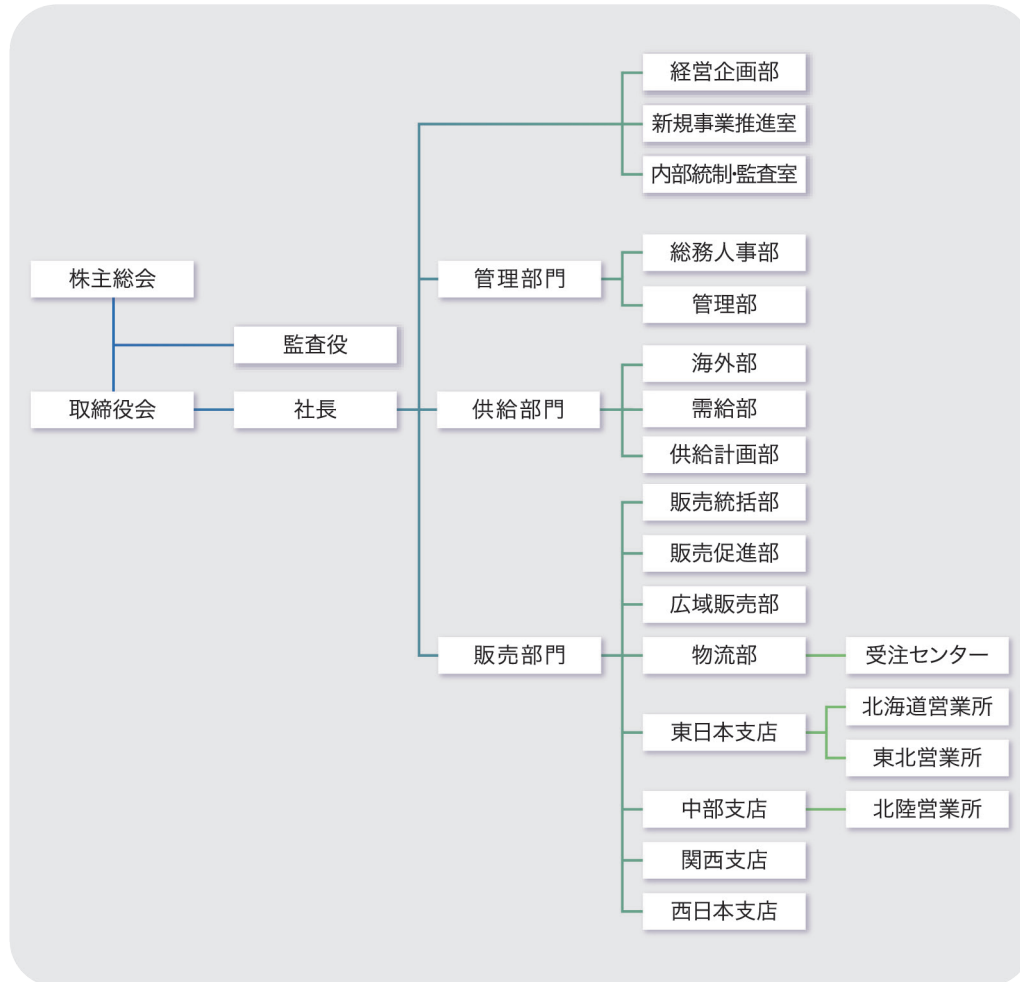 株主総会
監査役
取締役会
社長
経営企画部
新規事業推進室
内部統制・監査室
管理部門
総務人事部
管理部
供給部門
海外部
需給部
供給計画部
販売部門
販売統括部
販売促進部
広域販売部
物流部
受注センター
東日本支店
北海道営業所
東北営業所
中部支店
北陸営業所
関西支店
西日本支店